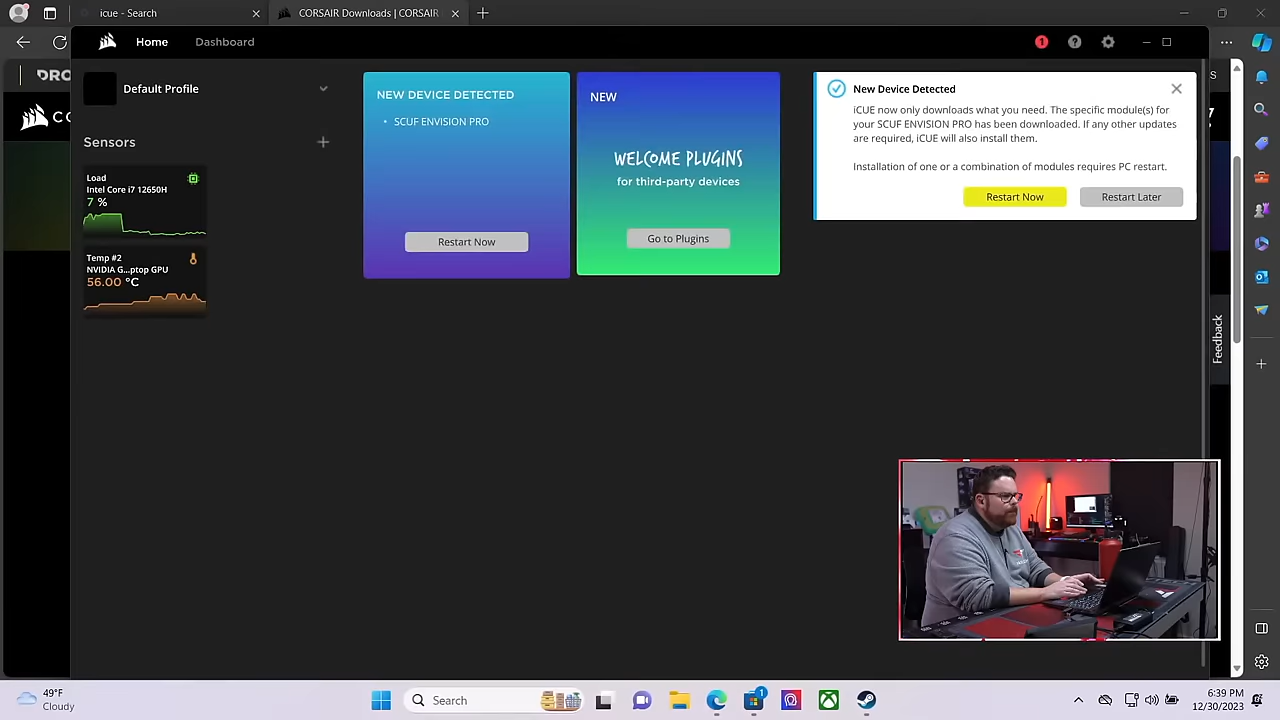 icue - Search
CORSAIR Downloads | CORSAIR
DRO
S
Home
Dashboard
1
Default Profile
Sensors
Load
Intel Core i7 12650H
7 %
Temp #2
NVIDIA G...ptop GPU
56.00 °C
NEW DEVICE DETECTED
• SCUF ENVISION PRO
Restart Now
NEW
WELCOME PLUGINS
for third-party devices
Go to Plugins
New Device Detected
iCUE now only downloads what you need. The specific module(s) for
your SCUF ENVISION PRO has been downloaded. If any other updates
are required, iCUE will also install them.
Installation of one or a combination of modules requires PC restart.
Restart Now
Restart Later
Feedback
49°F
Cloudy
Search
1
6:39 PM
12/30/2023